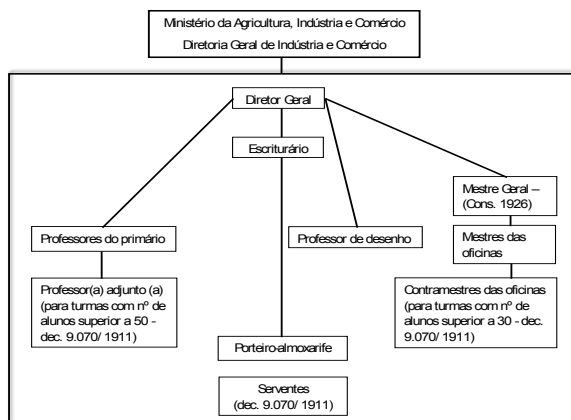 Ministério da Agricultura, Indústria e Comércio
Diretoria Geral de Indústria e Comércio
Diretor Geral
Escriturário
Mestre Geral –
(Cons. 1926)
Professores do primário
Professor de desenho
Mestres das
oficinas
Professor(a) adjunto (a)
(para turmas com nº de
alunos superior a 50 -
dec. 9.070/ 1911)
Contramestres das oficinas
(para turmas com nº de
alunos superior a 30 - dec.
9.070/ 1911)
Porteiro-almoxarife
Serventes
(dec. 9.070/ 1911)